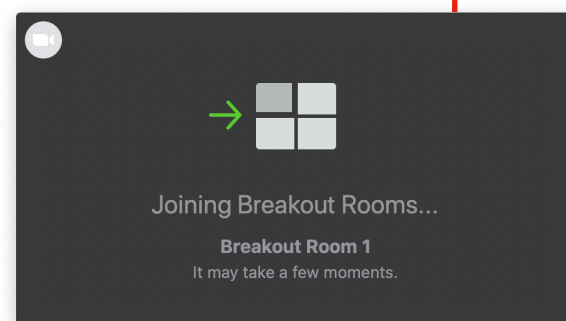 Joining Breakout Rooms...
Breakout Room 1
It may take a few moments.